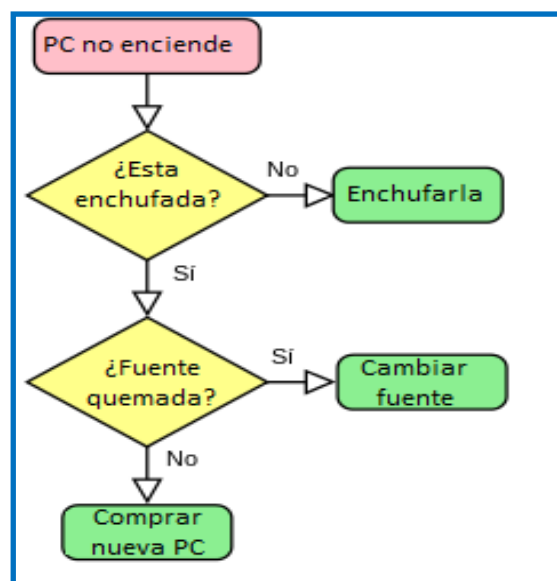 PC no enciende
¿Esta
enchufada?
No
Enchufarla
Sí
¿Fuente
quemada?
Sí
Cambiar
fuente
No
Comprar
nueva PC